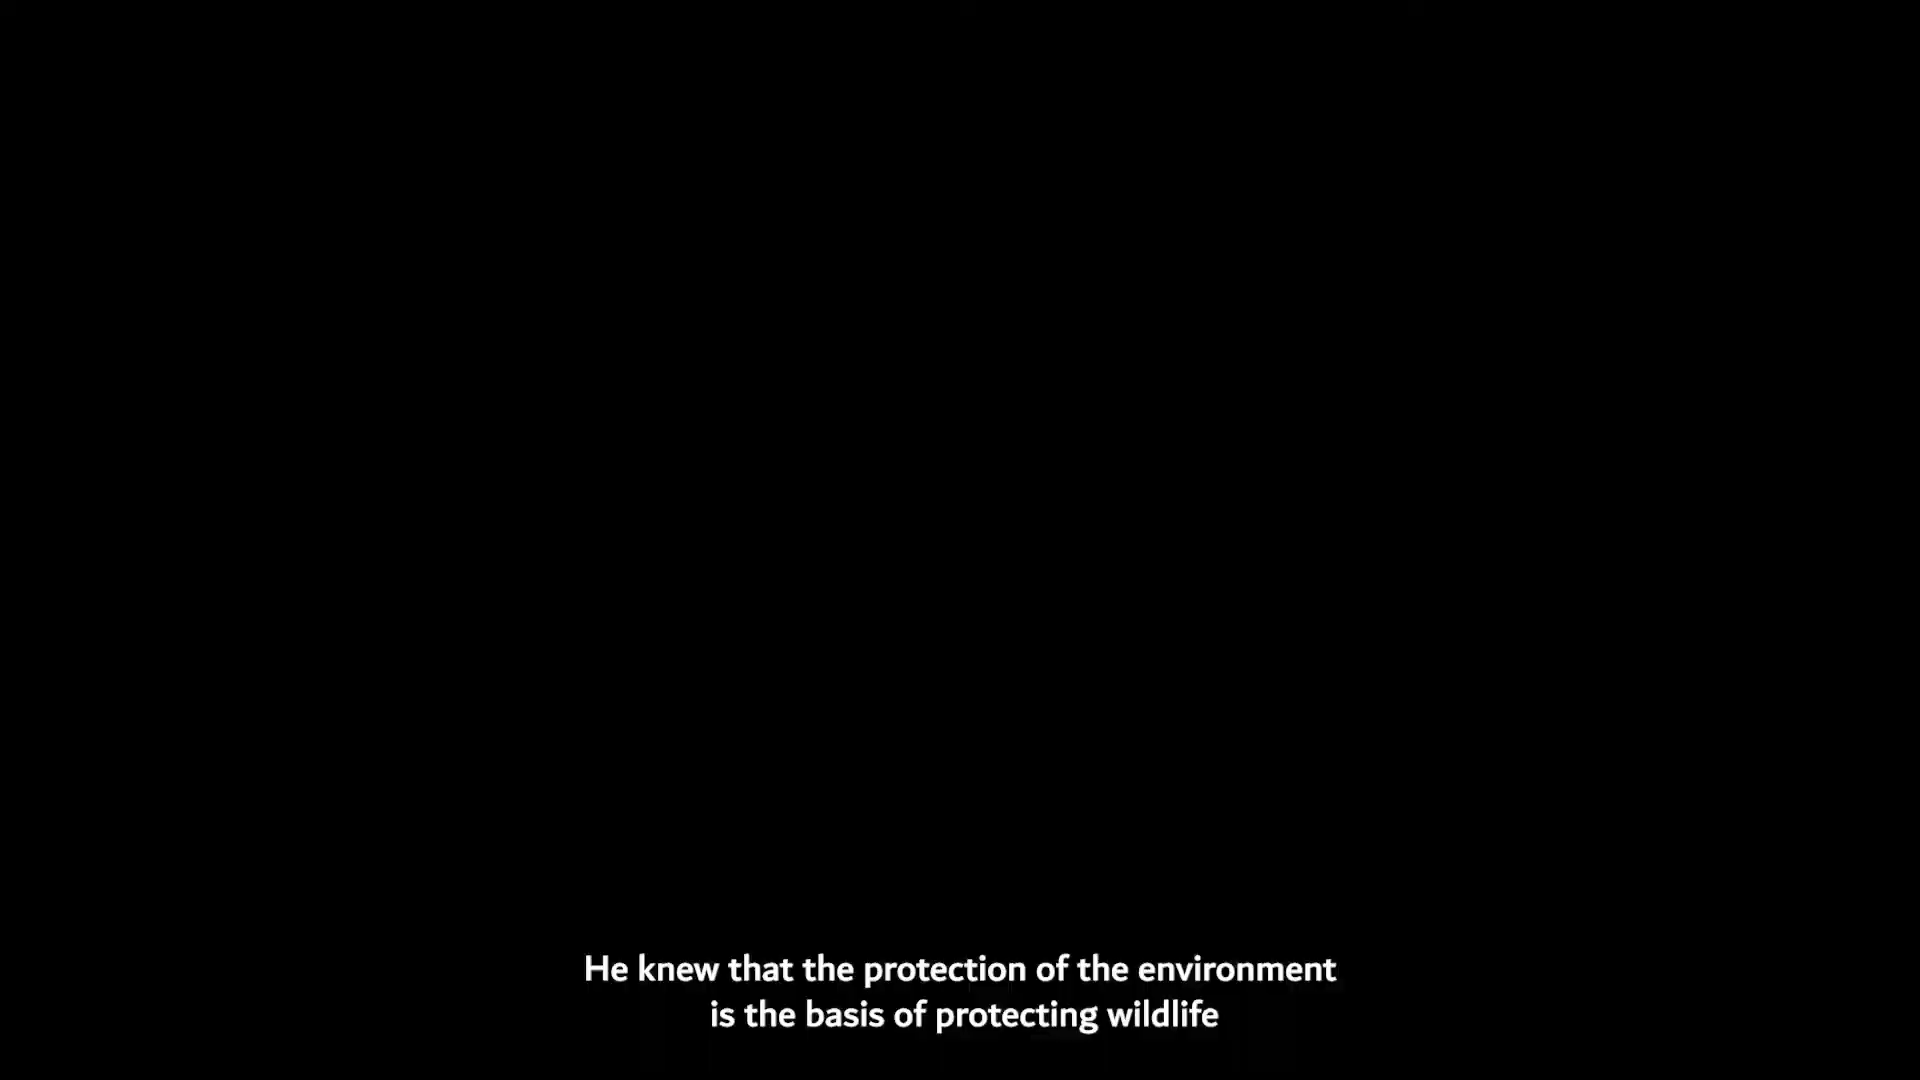 He knew that the protection of the environment
is the basis of protecting wildlife